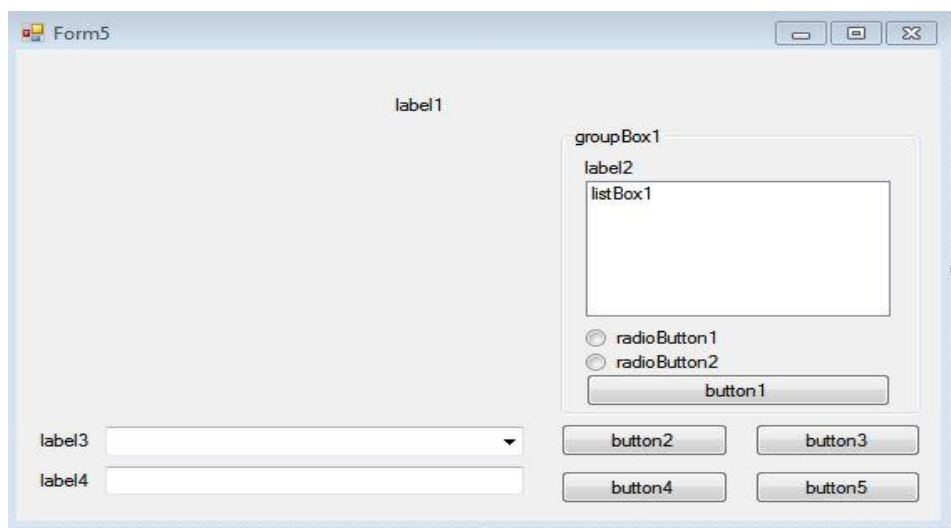 Form5
label1
groupBox1
label2
listBox1
radioButton1
radioButton2
button1
label3
button2 button3
label4
button4 button5